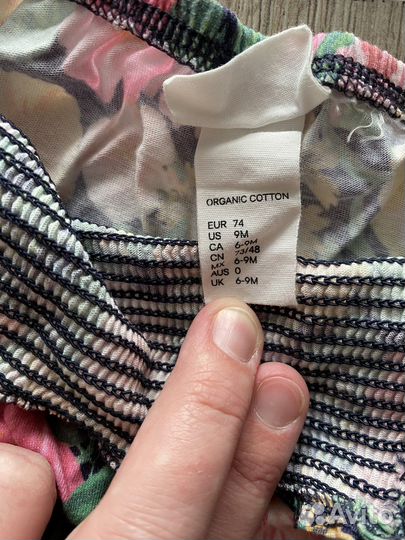 ORGANIC COTTON
EUR 74
US 9M
CA 6-9M
CN 73/48
MX 6-9M
AUS 0
UK 6-9M
Avito